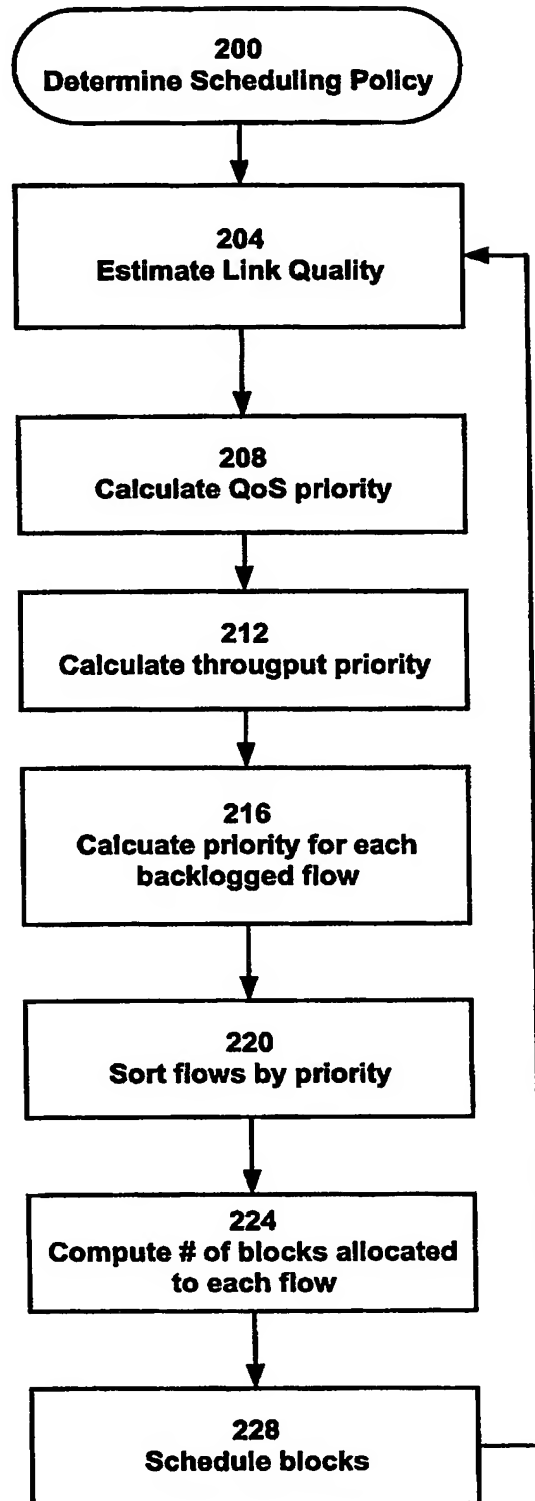 200
Determine Scheduling Policy
204
Estimate Link Quality
208
Calculate QoS priority
212
Calculate througput priority
216
Calcuate priority for each
backlogged flow
220
Sort flows by priority
224
Compute # of blocks allocated
to each flow
228
Schedule blocks